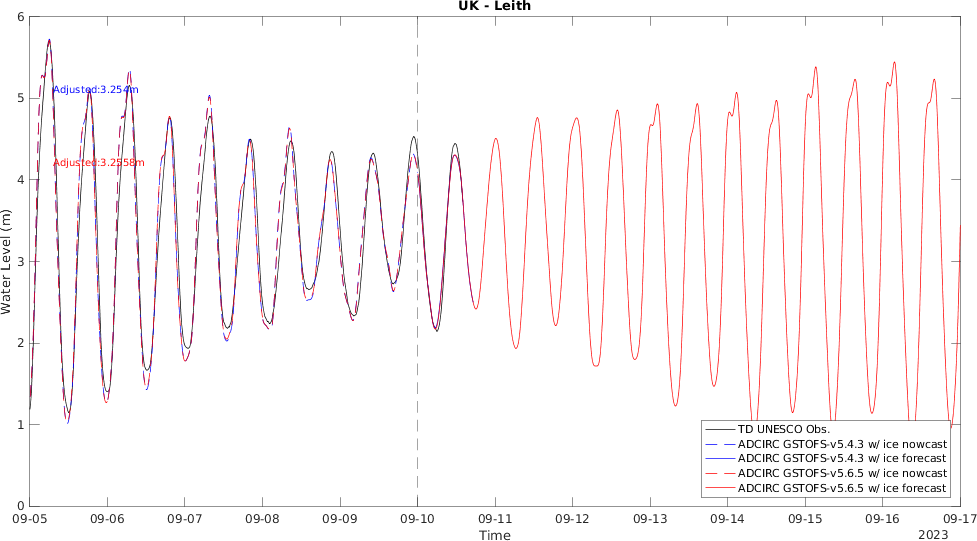 UK - Leith
6
5
4
3
2
1
0
Water Level (m)
Adjusted:3.254m
Adjusted:3.2558m
TD UNESCO Obs.
ADCIRC GSTOFS-v5.4.3 w/ ice nowcast
ADCIRC GSTOFS-v5.4.3 w/ ice forecast
ADCIRC GSTOFS-v5.6.5 w/ ice nowcast
ADCIRC GSTOFS-v5.6.5 w/ ice forecast
09-05 09-06 09-07 09-08 09-09 09-10 09-11 09-12 09-13 09-14 09-15 09-16 09-17
Time
2023